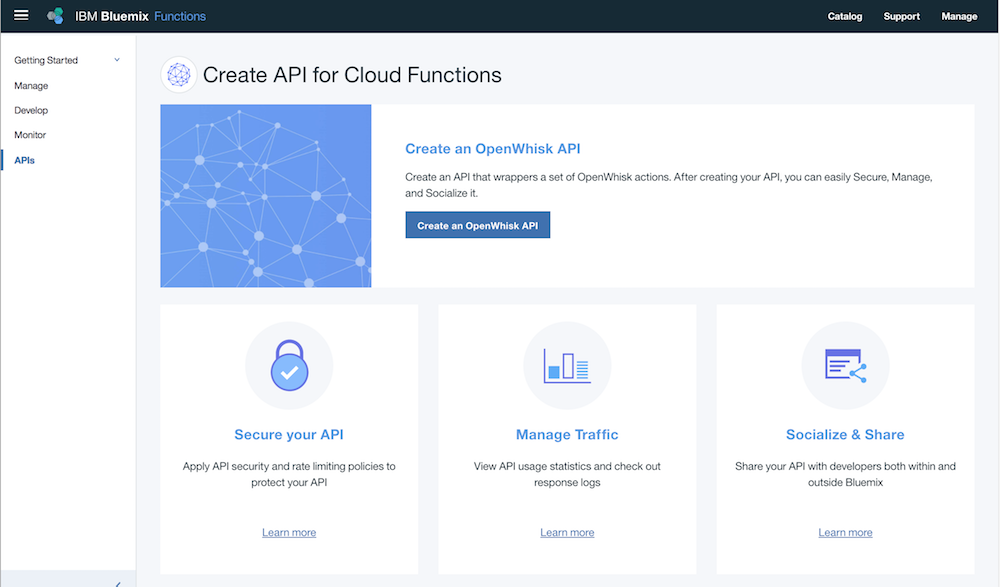 IBM Bluemix Functions
Catalog Support Manage
Getting Started
Manage
Develop
Monitor
APIs
Create API for Cloud Functions
Create an OpenWhisk API
Create an API that wrappers a set of OpenWhisk actions. After creating your API, you can easily Secure, Manage,
and Socialize it.
Create an OpenWhisk API
Secure your API
Apply API security and rate limiting policies to
protect your API
Learn more
Manage Traffic
View API usage statistics and check out
response logs
Learn more
Socialize & Share
Share your API with developers both within and
outside Bluemix
Learn more